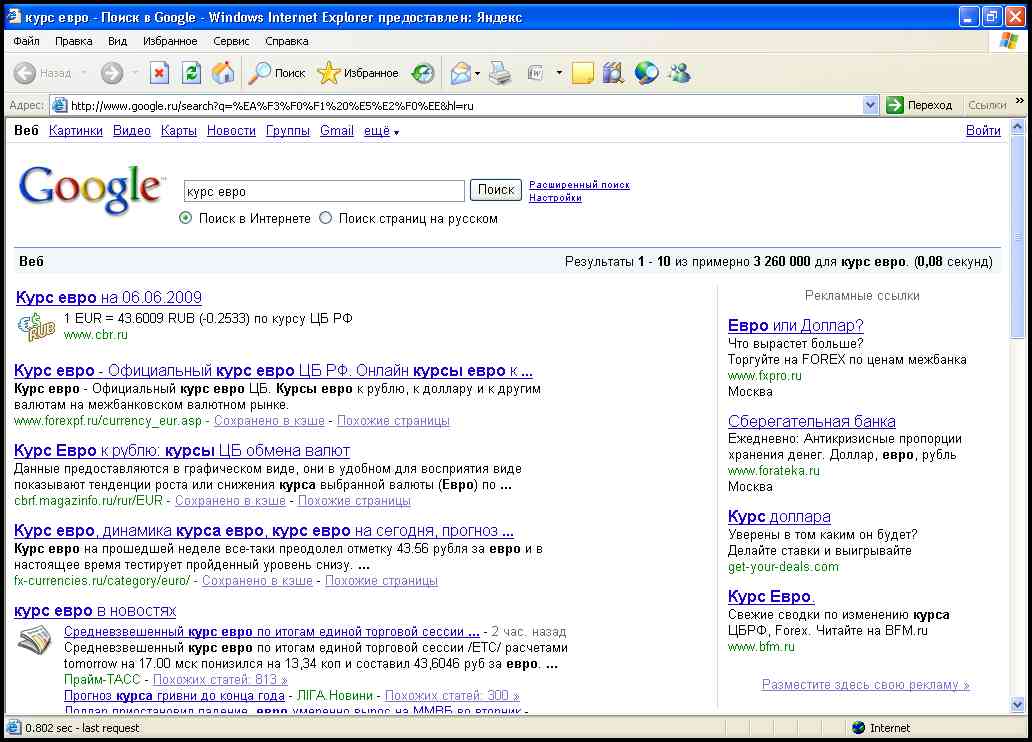 курс евро - Поиск в Google - Windows Internet Explorer предоставлен: Яндекс
Файл Правка Вид Избранное Сервис Справка
Назад Поиск Избранное
Адрес: http://www.google.ru/search?q=%EA%F3%F0%F1%20%E5%E2%F0%EE&hl=ru Переход Ссылки »
Веб Картинки Видео Карты Новости Группы Gmail ещё Войти
Google™ курс евро Поиск Расширенный поиск
Настройки
Поиск в Интернете Поиск страниц на русском
Веб Результаты 1 - 10 из примерно 3 260 000 для курс евро. (0,08 секунд)
Курс евро на 06.06.2009
1 EUR = 43.6009 RUB (-0.2533) по курсу ЦБ РФ
RUB
www.cbr.ru
Курс евро - Официальный курс евро ЦБ РФ. Онлайн курсы евро к ...
Курс евро - Официальный курс евро ЦБ. Курсы евро к рублю, к доллару и к другим
валютам на межбанковском валютном рынке.
www.forexpf.ru/currency_eur.asp - Сохранено в кэше - Похожие страницы
Курс Евро к рублю: курсы ЦБ обмена валют
Данные предоставляются в графическом виде, они в удобном для восприятия виде
показывают тенденции роста или снижения курса выбранной валюты (Евро) по ...
cbrf.magazinfo.ru/rur/EUR - Сохранено в кэше - Похожие страницы
Курс евро, динамика курса евро, курс евро на сегодня, прогноз ...
Курс евро на прошедшей неделе все-таки преодолел отметку 43.56 рубля за евро и в
настоящее время тестирует пройденный уровень снизу. ...
fx-currencies.ru/category/euro/ - Сохранено в кэше - Похожие страницы
курс евро в новостях
Средневзвешенный курс евро по итогам единой торговой сессии ... - 2 час. назад
Средневзвешенный курс евро по итогам единой торговой сессии /ЕТС/ расчетами
tomorrow на 17.00 мск понизился на 13,34 коп и составил 43,6046 руб за евро. ...
Прайм-ТАСС - Похожих статей: 813 »
Прогноз курса гривни до конца года - ЛІГА.Новини - Похожих статей: 300 »
Доллар приостановил падение, евро умеренно вырос на ММВБ во вторник -
Рекламные ссылки
Евро или Доллар?
Что вырастет больше?
Торгуйте на FOREX по ценам межбанка
www.fxpro.ru
Москва
Сберегательная банка
Ежедневно: Антикризисные пропорции
хранения денег. Доллар, евро, рубль
www.forateka.ru
Москва
Курс доллара
Уверены в том каким он будет?
Делайте ставки и выигрывайте
get-your-deals.com
Курс Евро.
Свежие сводки по изменению курса
ЦБРФ, Forex. Читайте на BFM.ru
www.bfm.ru
Разместите здесь свою рекламу »
0.802 sec - last request Internet